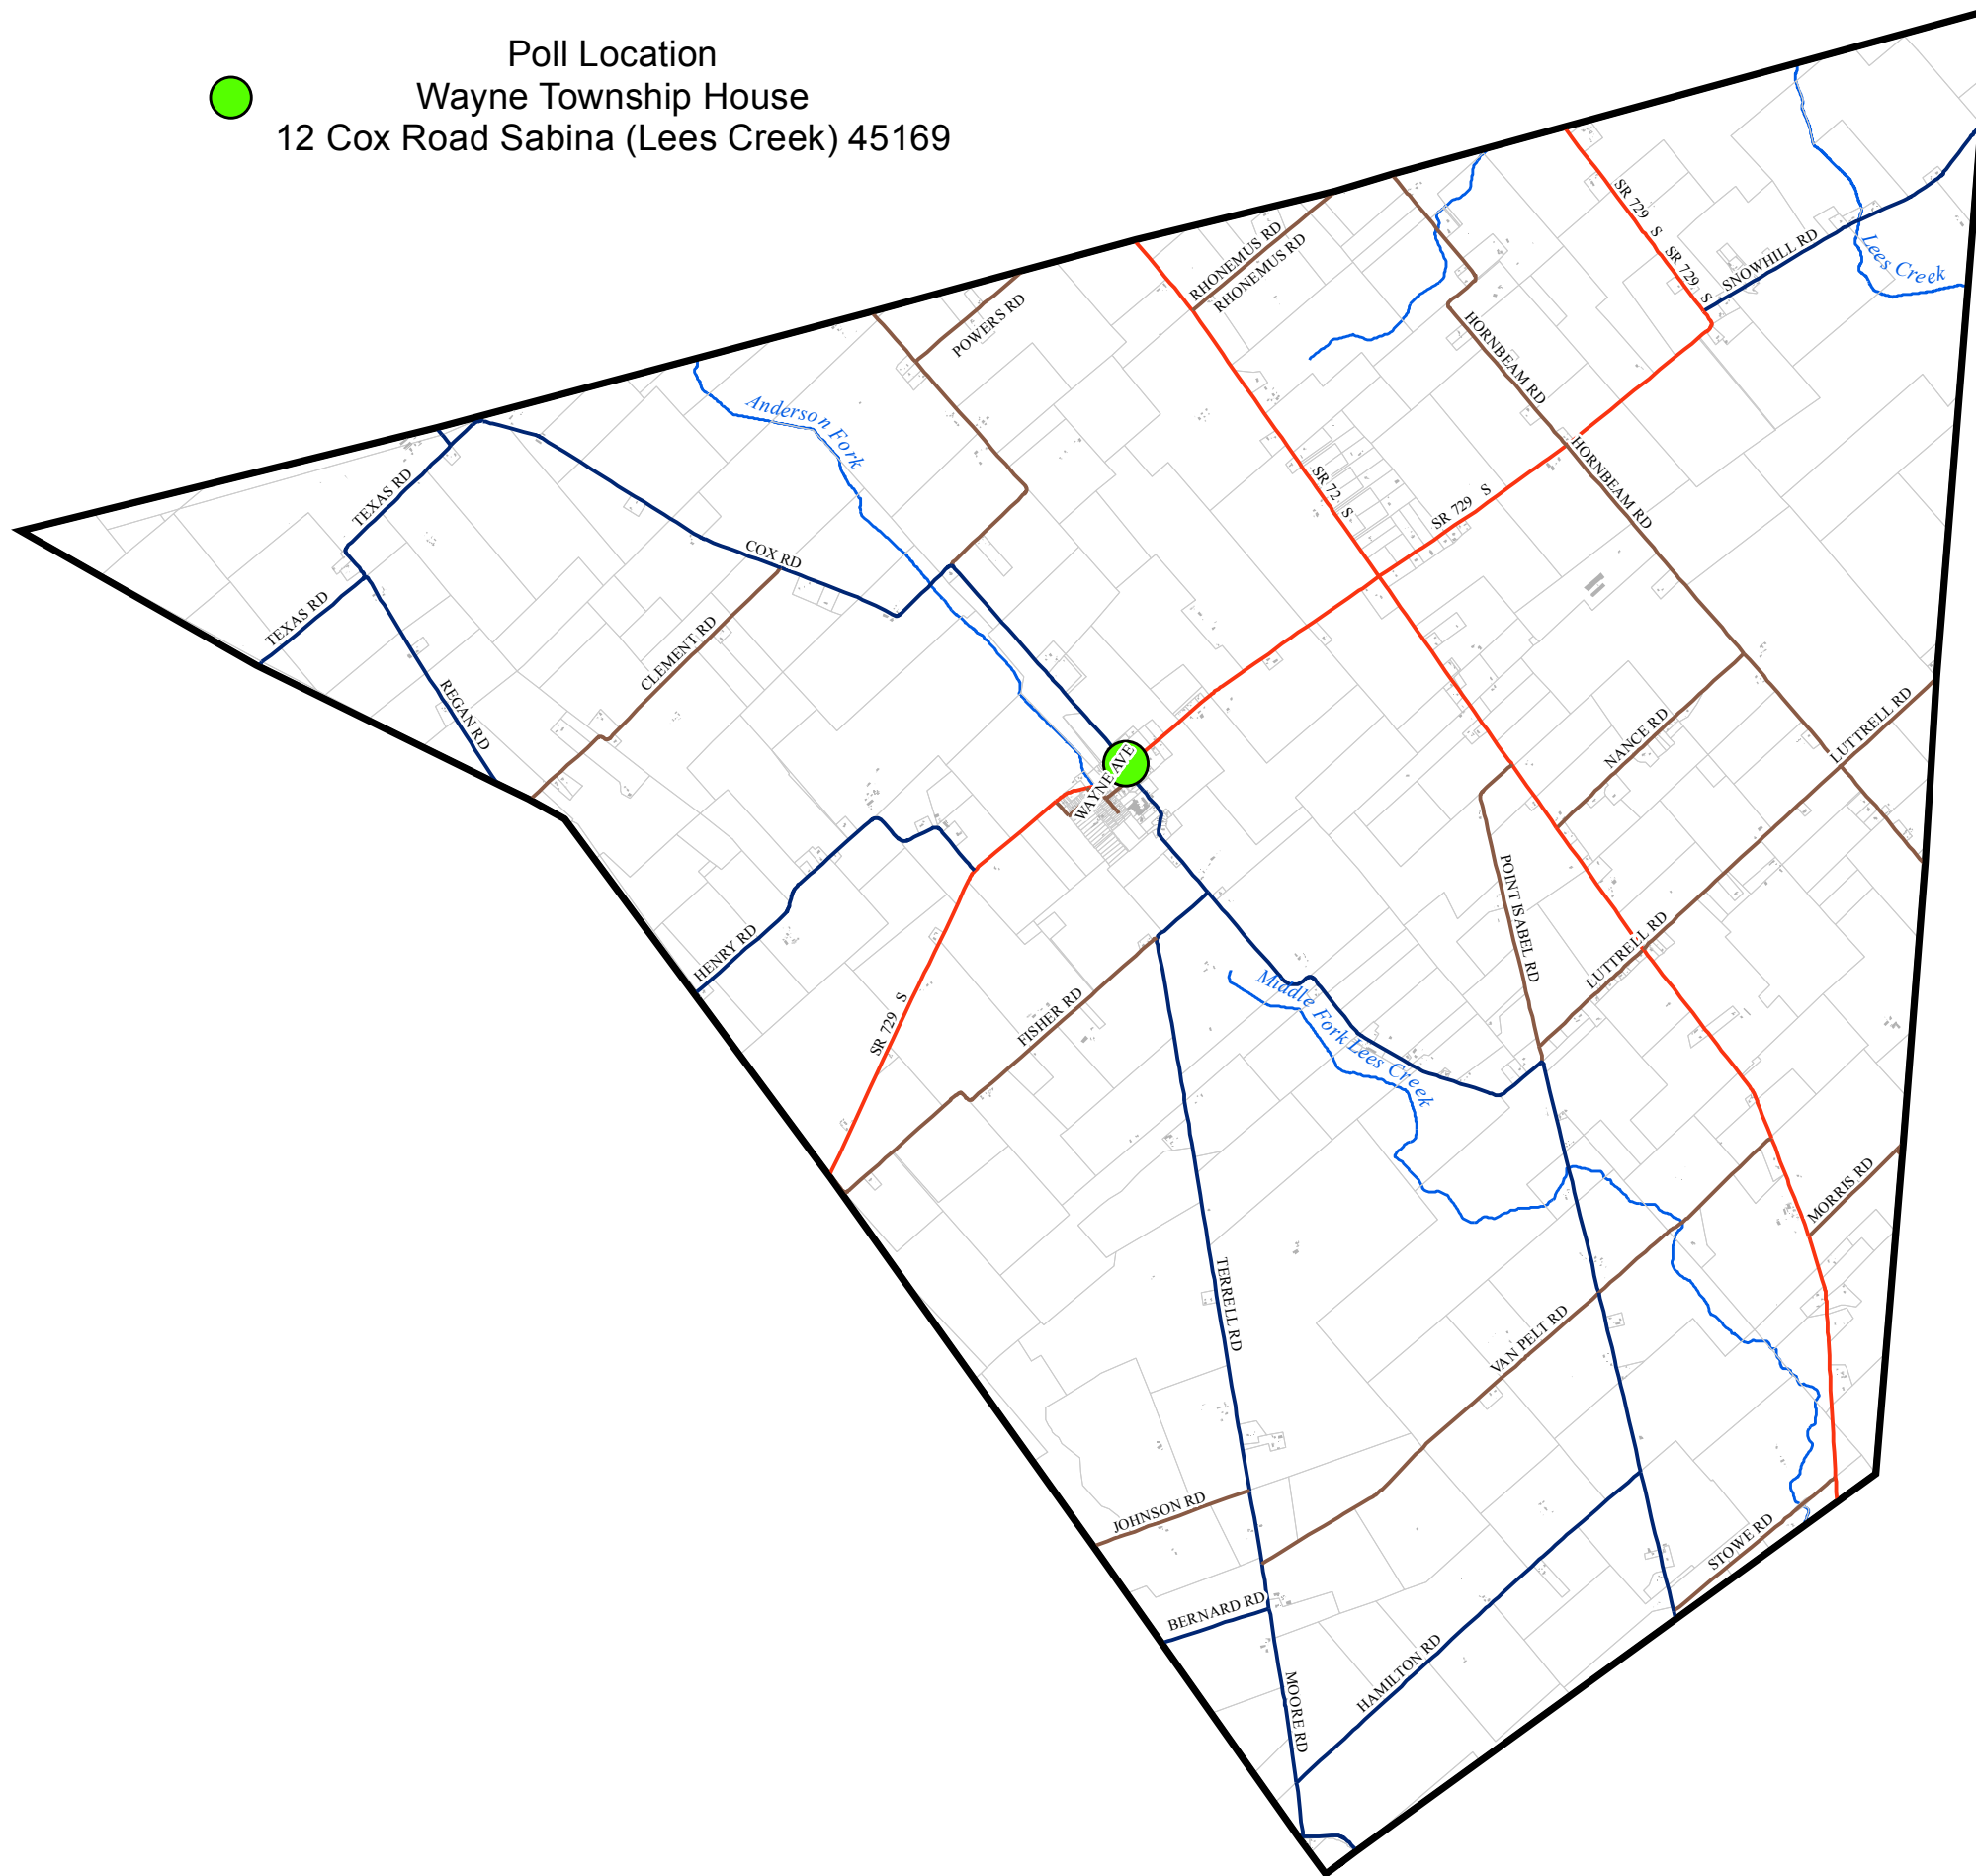 Poll Location
Wayne Township House
12 Cox Road Sabina (Lees Creek) 45169
SR 729 S
SR 729 S
SNOWHILL RD
Lees Creek
RHONEMUS RD
RHONEMUS RD
POWERS RD
HORNBEAM RD
HORNBEAM RD
Anderson Fork
TEXAS RD
SR 72 S
SR 729 S
COX RD
TEXAS RD
CLEMENT RD
REGAN RD
WAYNE AVE
NANCE RD
LUTTRELL RD
POINT ISABEL RD
LUTTRELL RD
HENRY RD
SR 729 S
FISHER RD
Middle Fork Lees Creek
MORRIS RD
TERRELL RD
VAN PELT RD
JOHNSON RD
STOWE RD
BERNARD RD
HAMILTON RD
MOORE RD